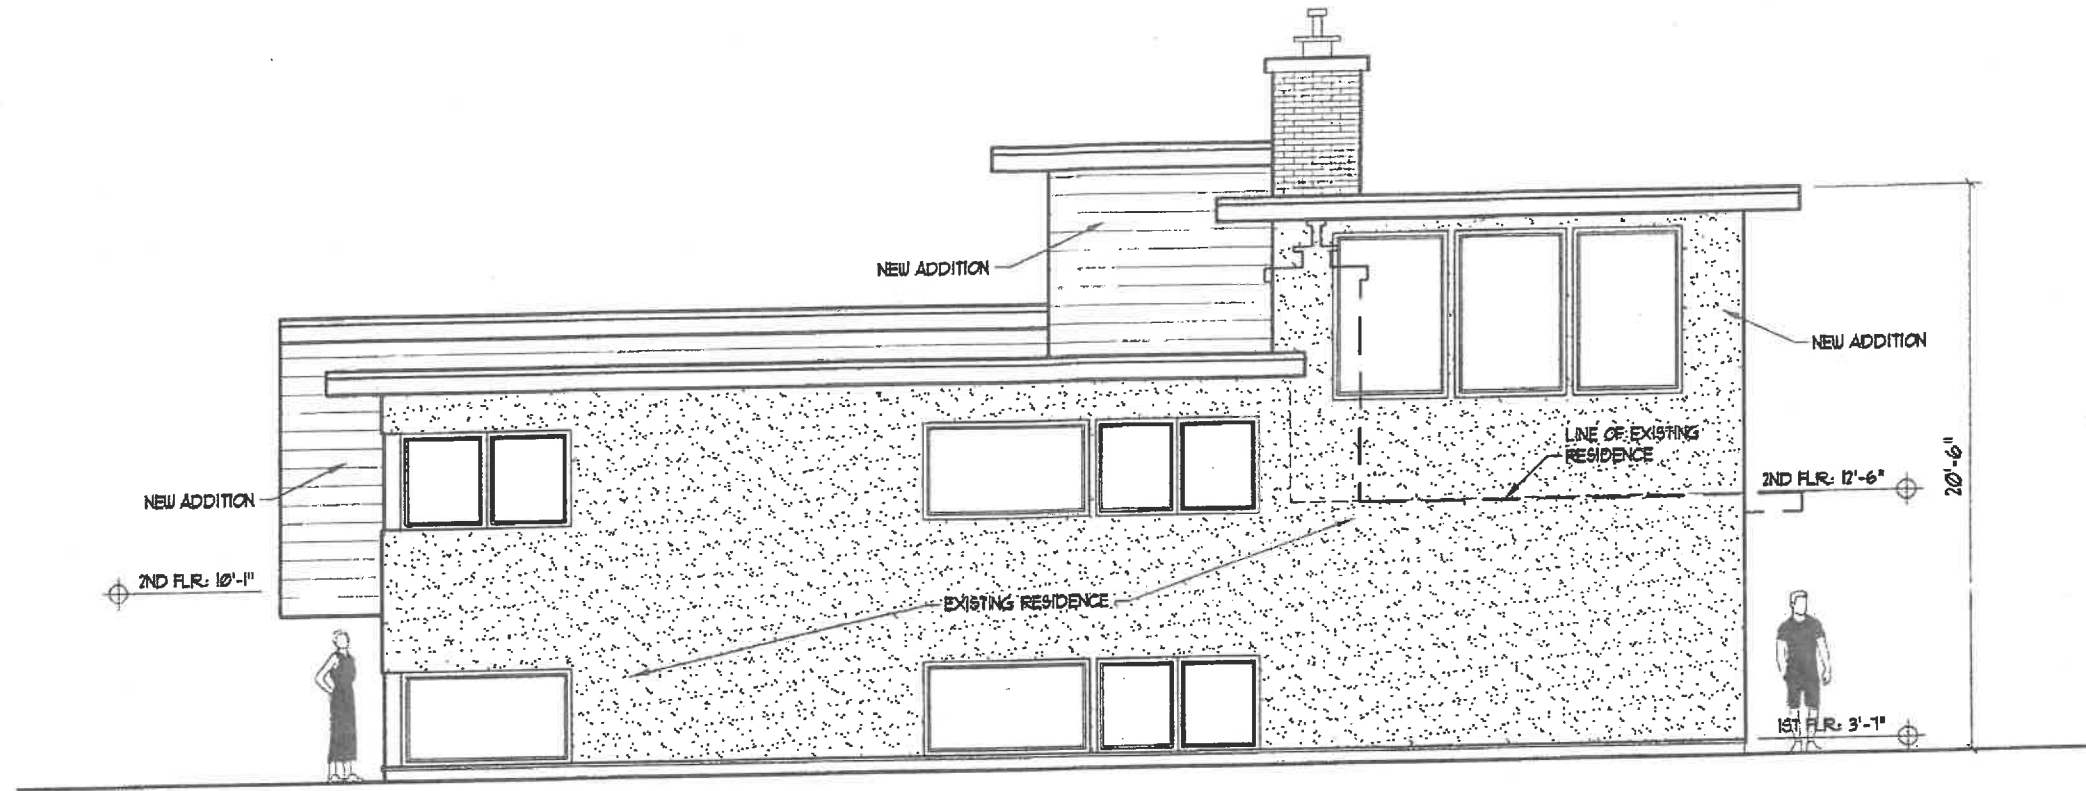 NEW ADDITION
NEW ADDITION
LINE OF EXISTING
RESIDENCE
2ND FLR: 12'-6"
20'-6"
NEW ADDITION
2ND FLR: 10'-1"
EXISTING RESIDENCE
1ST FLR: 3'-7"